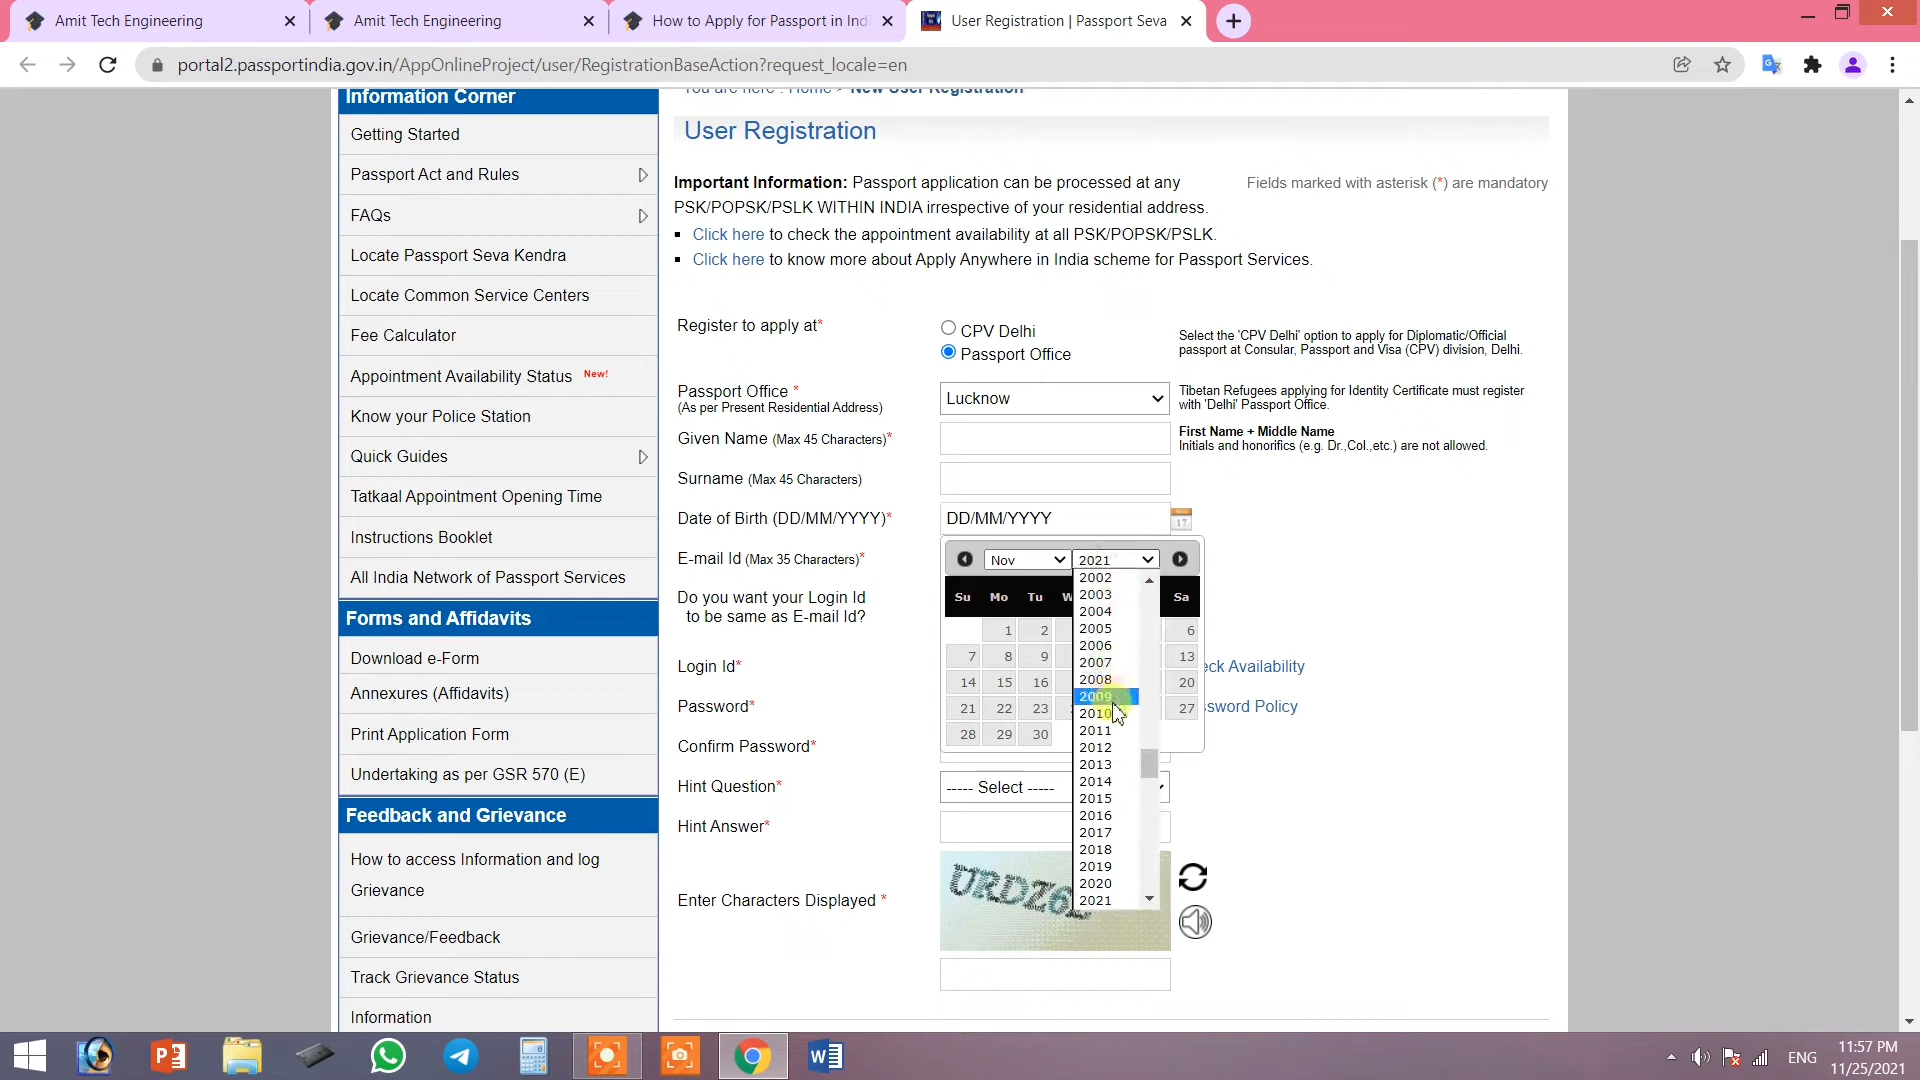 Amit Tech Engineering
Amit Tech Engineering
How to Apply for Passport in Indi
User Registration | Passport Seva
portal2.passportindia.gov.in/AppOnlineProject/user/RegistrationBaseAction?request_locale=en
Information Corner
Getting Started
Passport Act and Rules
FAQs
Locate Passport Seva Kendra
Locate Common Service Centers
Fee Calculator
Appointment Availability Status New!
Know your Police Station
Quick Guides
Tatkaal Appointment Opening Time
Instructions Booklet
All India Network of Passport Services
Forms and Affidavits
Download e-Form
Annexures (Affidavits)
Print Application Form
Undertaking as per GSR 570 (E)
Feedback and Grievance
How to access Information and log
Grievance
Grievance/Feedback
Track Grievance Status
Information
You are here : Home > New User Registration
User Registration
Important Information: Passport application can be processed at any
PSK/POPSK/PSLK WITHIN INDIA irrespective of your residential address.
Fields marked with asterisk (*) are mandatory
Click here to check the appointment availability at all PSK/POPSK/PSLK.
Click here to know more about Apply Anywhere in India scheme for Passport Services.
Register to apply at*
CPV Delhi
Passport Office
Select the 'CPV Delhi' option to apply for Diplomatic/Official
passport at Consular, Passport and Visa (CPV) division, Delhi.
Passport Office *
(As per Present Residential Address)
Lucknow
Tibetan Refugees applying for Identity Certificate must register
with 'Delhi' Passport Office.
Given Name (Max 45 Characters)*
First Name + Middle Name
Initials and honorifics (e.g. Dr.,Col.,etc.) are not allowed.
Surname (Max 45 Characters)
Date of Birth (DD/MM/YYYY)*
DD/MM/YYYY
17
E-mail Id (Max 35 Characters)*
Nov
2021
Su Mo Tu W Sa
1 2 6
7 8 9 13
14 15 16 20
21 22 23 27
28 29 30
2002
2003
2004
2005
2006
2007
2008
2009
2010
2011
2012
2013
2014
2015
2016
2017
2018
2019
2020
2021
Do you want your Login Id
to be same as E-mail Id?
Login Id*
eck Availability
Password*
ssword Policy
Confirm Password*
Hint Question*
----- Select -----
Hint Answer*
Enter Characters Displayed *
URDZ6
ENG
11:57 PM
11/25/2021